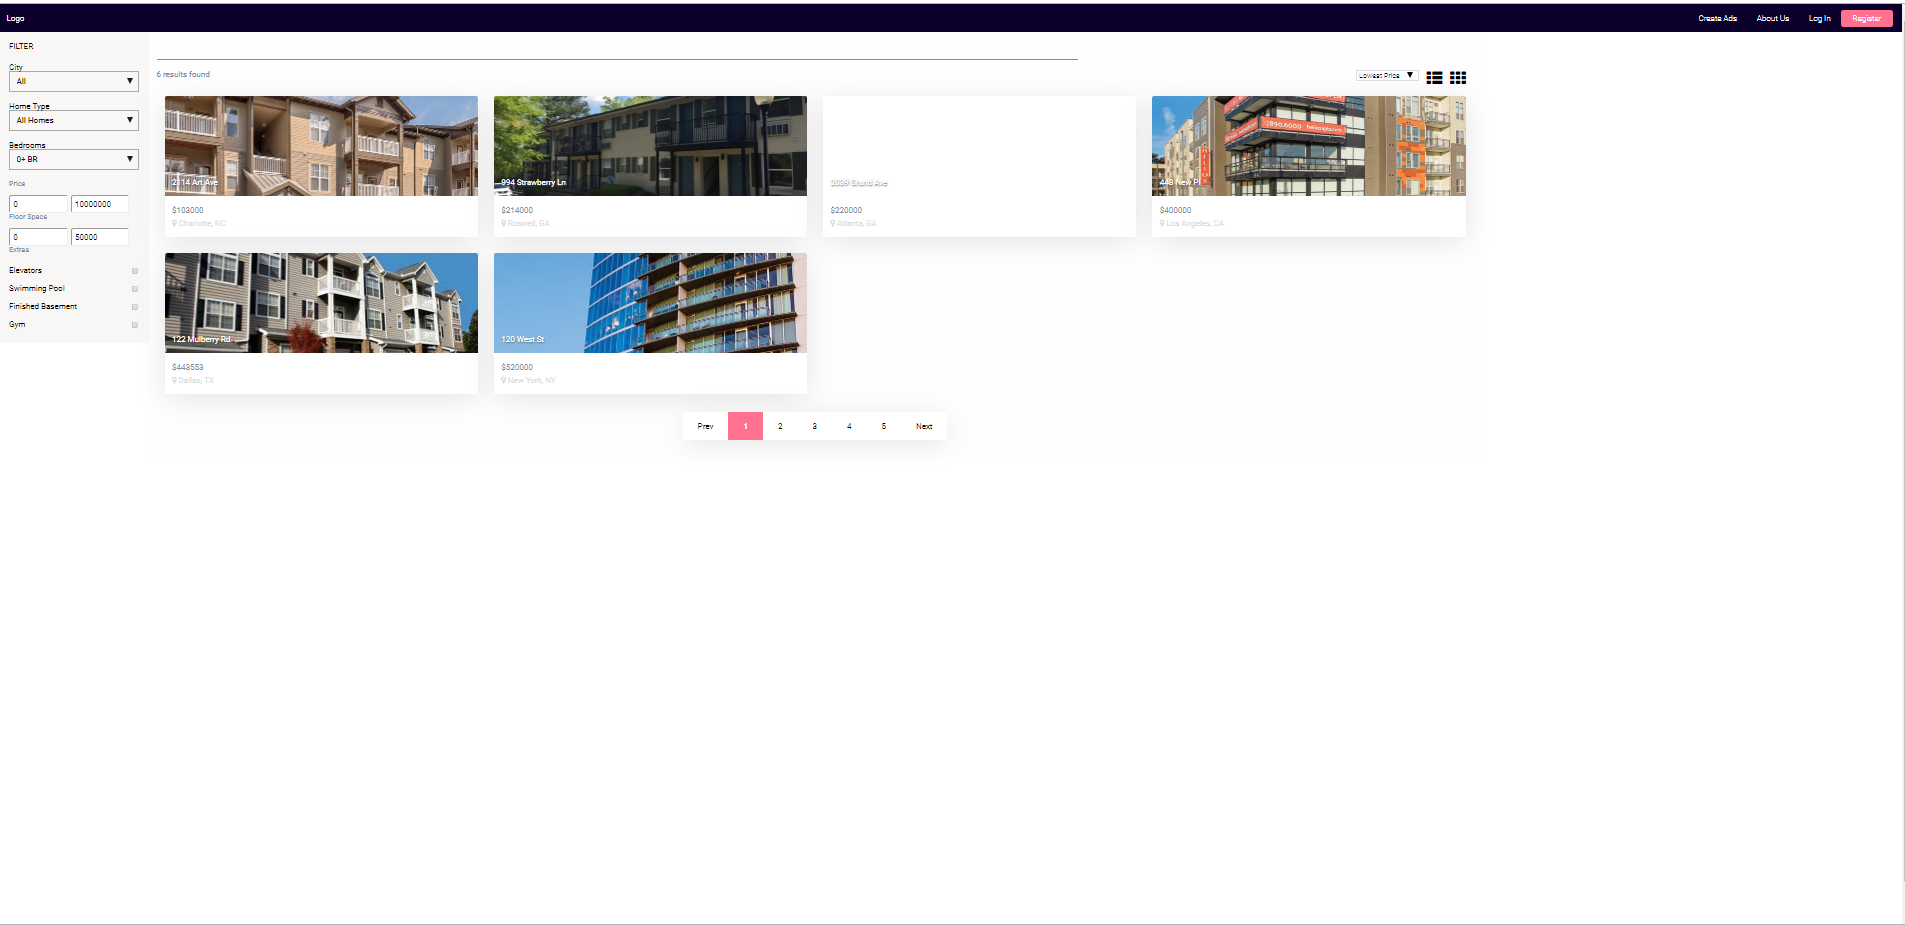 Logo
Create Ads
About Us
Log In
Register
FILTER
City
All
Home Type
All Homes
Bedrooms
0+ BR
Price
0
10000000
Floor Space
0
50000
Extras
Elevators
Swimming Pool
Finished Basement
Gym
6 results found
Lowest Price
2114 Art Ave
$103000
Charlotte, NC
994 Strawberry Ln
$214000
Roswell, GA
2039 Grand Ave
$220000
Atlanta, GA
890.6000
448 New Pl
$400000
Los Angeles, CA
122 Mulberry Rd
$443553
Dallas, TX
120 West St
$520000
New York, NY
Prev
1
2
3
4
5
Next